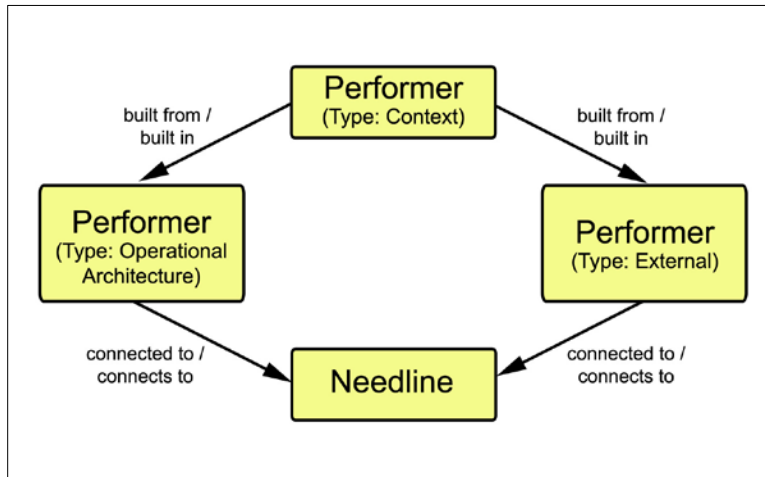 Performer
(Type: Context)
built from /
built in
built from /
built in
Performer
(Type: Operational
Architecture)
Performer
(Type: External)
connected to /
connects to
connected to /
connects to
Needline